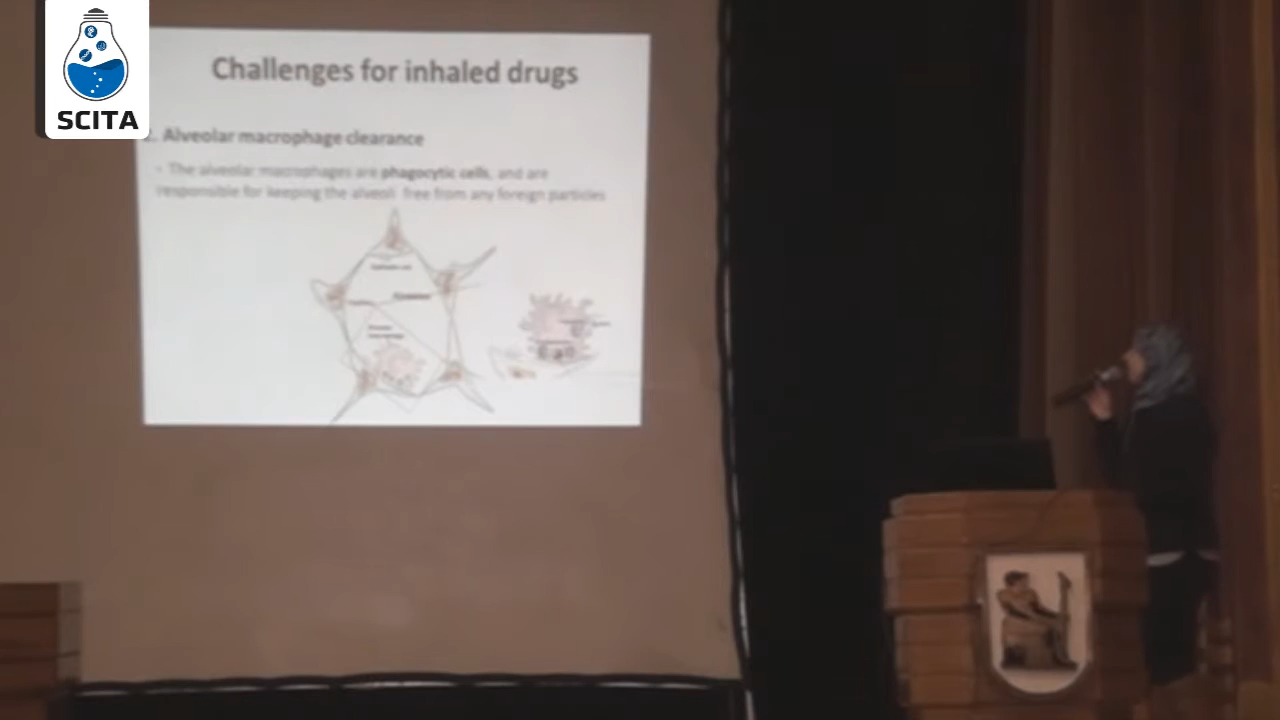 SCITA
Challenges for inhaled drugs
Alveolar macrophage clearance
- The alveolar macrophages are phagocytic cells, and are
responsible for keeping the alveoli free from any foreign particles